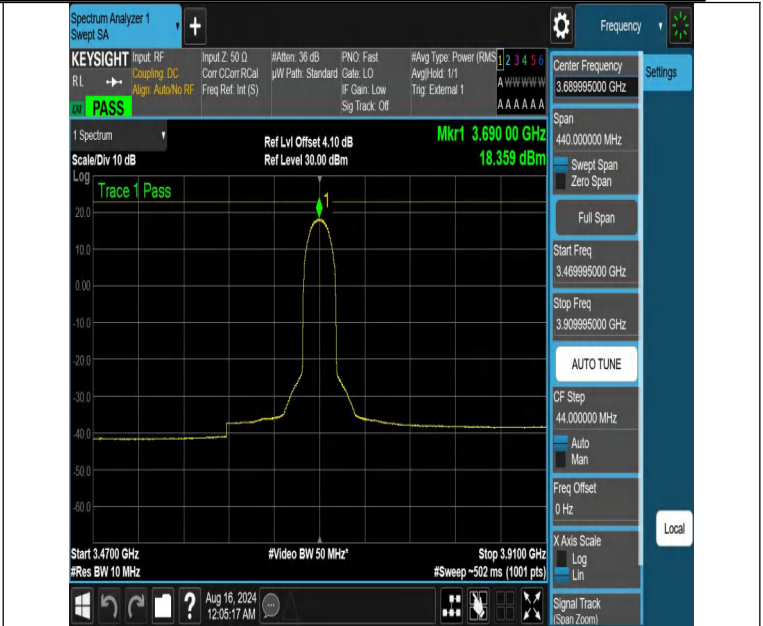 Spectrum Analyzer 1
Swept SA
+
Frequency
KEYSIGHT
RL
LXI
PASS
Input: RF
Coupling: DC
Align: Auto/No RF
Input Z: 50 Ω
Corr CCorr RCal
Freq Ref: Int (S)
#Atten: 36 dB
µW Path: Standard
PNO: Fast
Gate: LO
IF Gain: Low
Sig Track: Off
#Avg Type: Power (RMS
Avg|Hold: 1/1
Trig: External 1
1 2 3 4 5 6
A W W W W W
A A A A A A
Center Frequency
3.689995000 GHz
Settings
Span
440.000000 MHz
Swept Span
Zero Span
Full Span
Start Freq
3.469995000 GHz
Stop Freq
3.909995000 GHz
AUTO TUNE
CF Step
44.000000 MHz
Auto
Man
Freq Offset
0 Hz
X Axis Scale
Log
Lin
Signal Track
(Span Zoom)
Local
1 Spectrum
Scale/Div 10 dB
Ref Lvl Offset 4.10 dB
Ref Level 30.00 dBm
Mkr1 3.690 00 GHz
18.359 dBm
Log
Trace 1 Pass
1
20.0
10.0
0.00
-10.0
-20.0
-30.0
-40.0
-50.0
-60.0
Start 3.4700 GHz
#Res BW 10 MHz
#Video BW 50 MHz*
Stop 3.9100 GHz
#Sweep ~502 ms (1001 pts)
?
Aug 16, 2024
12:05:17 AM